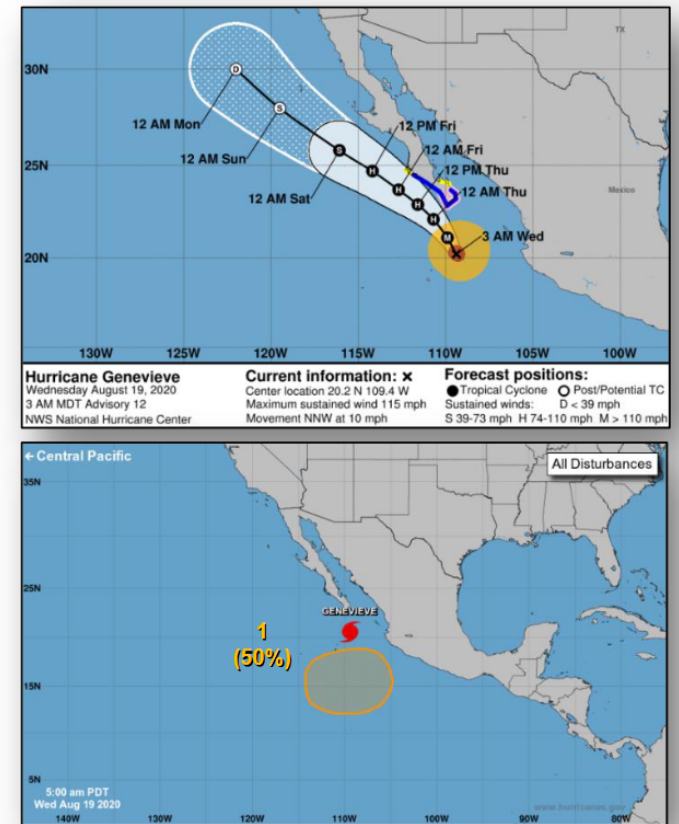 TX
30N
12 AM Mon
12 PM Fri
12 AM Sun
12 AM Fri
25N
12 PM Thu
12 AM Sat
12 AM Thu
Mexico
3 AM Wed
20N
130W 125W 120W 115W 110W 105W 100W
Hurricane Genevieve
Wednesday August 19, 2020
3 AM MDT Advisory 12
NWS National Hurricane Center
Current information: ×
Center location 20.2 N 109.4 W
Maximum sustained wind 115 mph
Movement NNW at 10 mph
Forecast positions:
● Tropical Cyclone ○ Post/Potential TC
Sustained winds: D < 39 mph
S 39-73 mph H 74-110 mph M > 110 mph
D
S
S
H
H
H
H
M
← Central Pacific
All Disturbances
35N
25N
GENEVIEVE
1
(50%)
15N
5N
5:00 am PDT
Wed Aug 19 2020
www.hurricanes.gov
140W 130W 120W 110W 100W 90W 80W